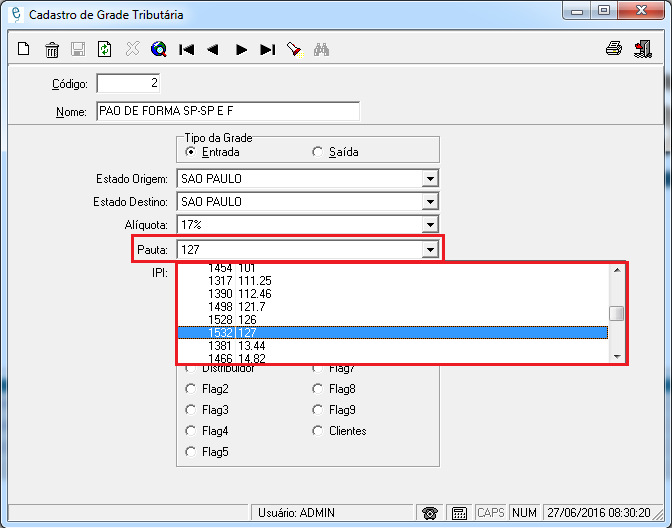 Cadastro de Grade Tributária
Código: 2
Nome: PAO DE FORMA SP-SP E F
Tipo da Grade
Entrada Saída
Estado Origem: SAO PAULO
Estado Destino: SAO PAULO
Alíquota: 17%
Pauta: 127
IPI:
1454 101
1317 111.25
1390 112.46
1498 121.7
1528 126
1532 127
1381 13.44
1466 14.82
Distribuidor Flag7
Flag2 Flag8
Flag3 Flag9
Flag4 Clientes
Flag5
Usuário: ADMIN CAPS NUM 27/06/2016 08:30:20